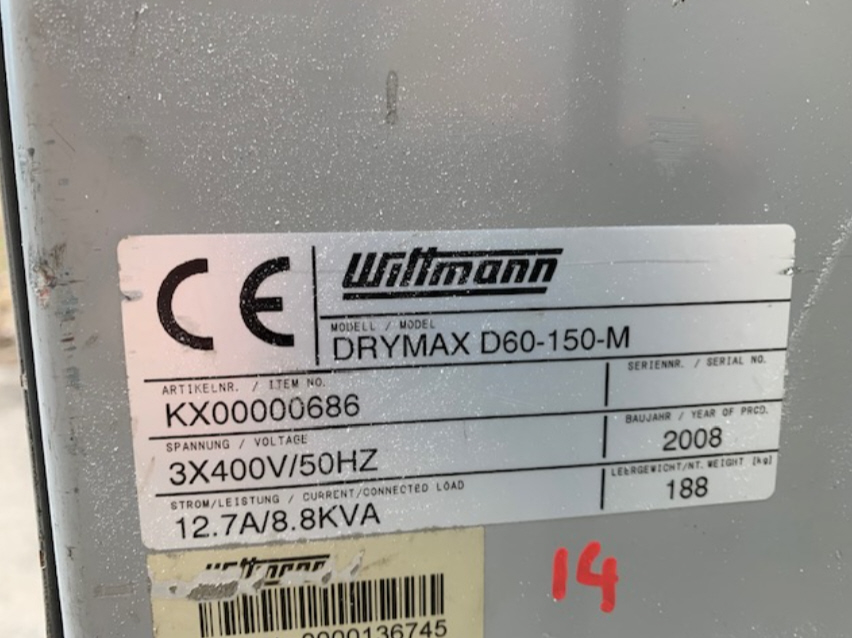 CE
Wittmann
MODELL / MODEL
DRYMAX D60-150-M
ARTIKELNR. / ITEM NO.
KX00000686
SERIENNR. / SERIAL NO.
SPANNUNG / VOLTAGE
3X400V/50HZ
BAUJAHR / YEAR OF PROD.
2008
STROM/LEISTUNG / CURRENT/CONNECTED LOAD
12.7A/8.8KVA
LEERGEWICHT/NT. WEIGHT [kg]
188
Wittmann
0000136745
14